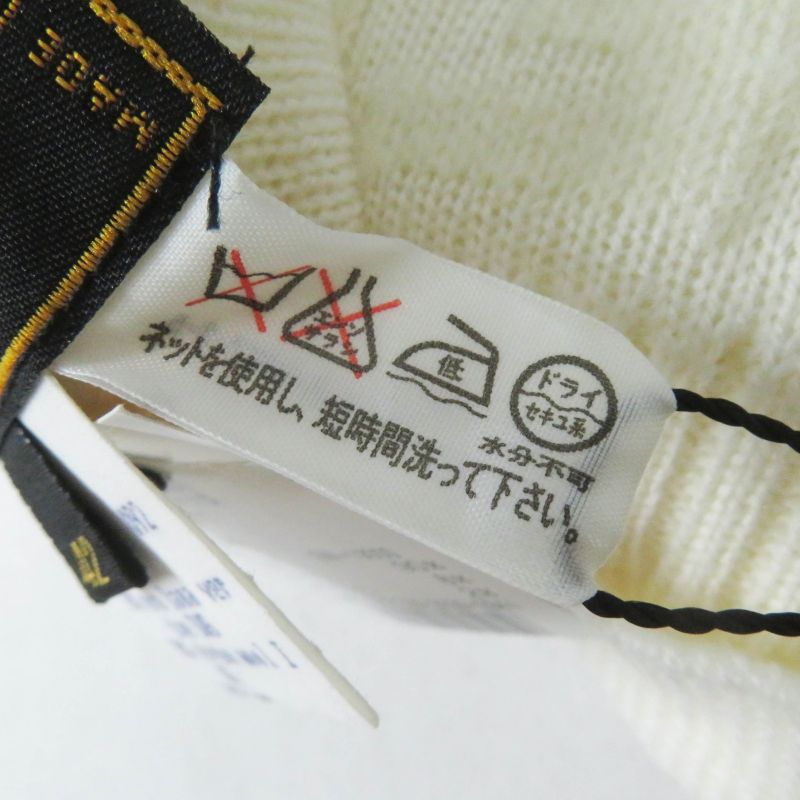 MADE
エンソ
サラシ
低
ドライ
セキユ系
水分不可
ネットを使用し、短時間洗って下さい。